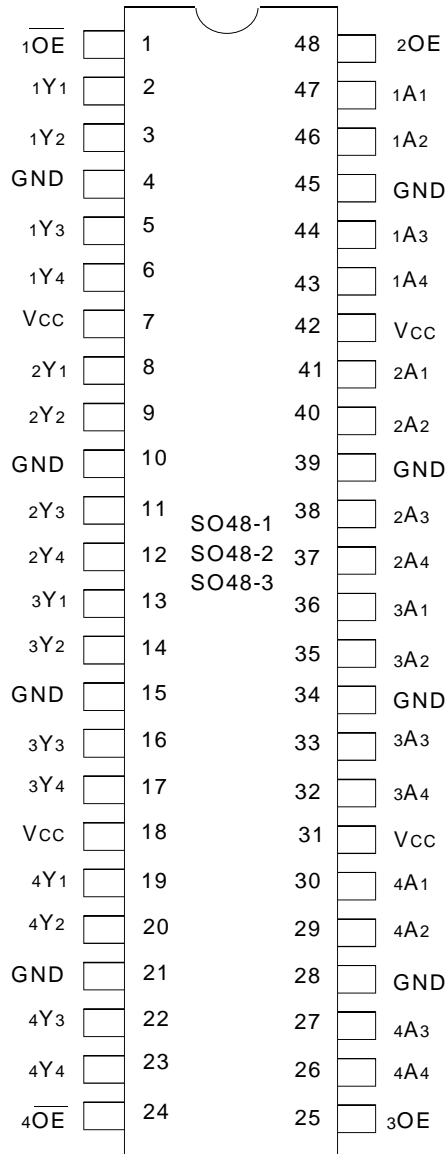 1OE 1 48 2OE
1Y1 2 47 1A1
1Y2 3 46 1A2
GND 4 45 GND
1Y3 5 44 1A3
1Y4 6 43 1A4
VCC 7 42 VCC
2Y1 8 41 2A1
2Y2 9 40 2A2
GND 10 39 GND
2Y3 11 38 2A3
SO48-1
2Y4 12 37 2A4
SO48-2
SO48-3
3Y1 13 36 3A1
3Y2 14 35 3A2
GND 15 34 GND
3Y3 16 33 3A3
3Y4 17 32 3A4
VCC 18 31 VCC
4Y1 19 30 4A1
4Y2 20 29 4A2
GND 21 28 GND
4Y3 22 27 4A3
4Y4 23 26 4A4
4OE 24 25 3OE